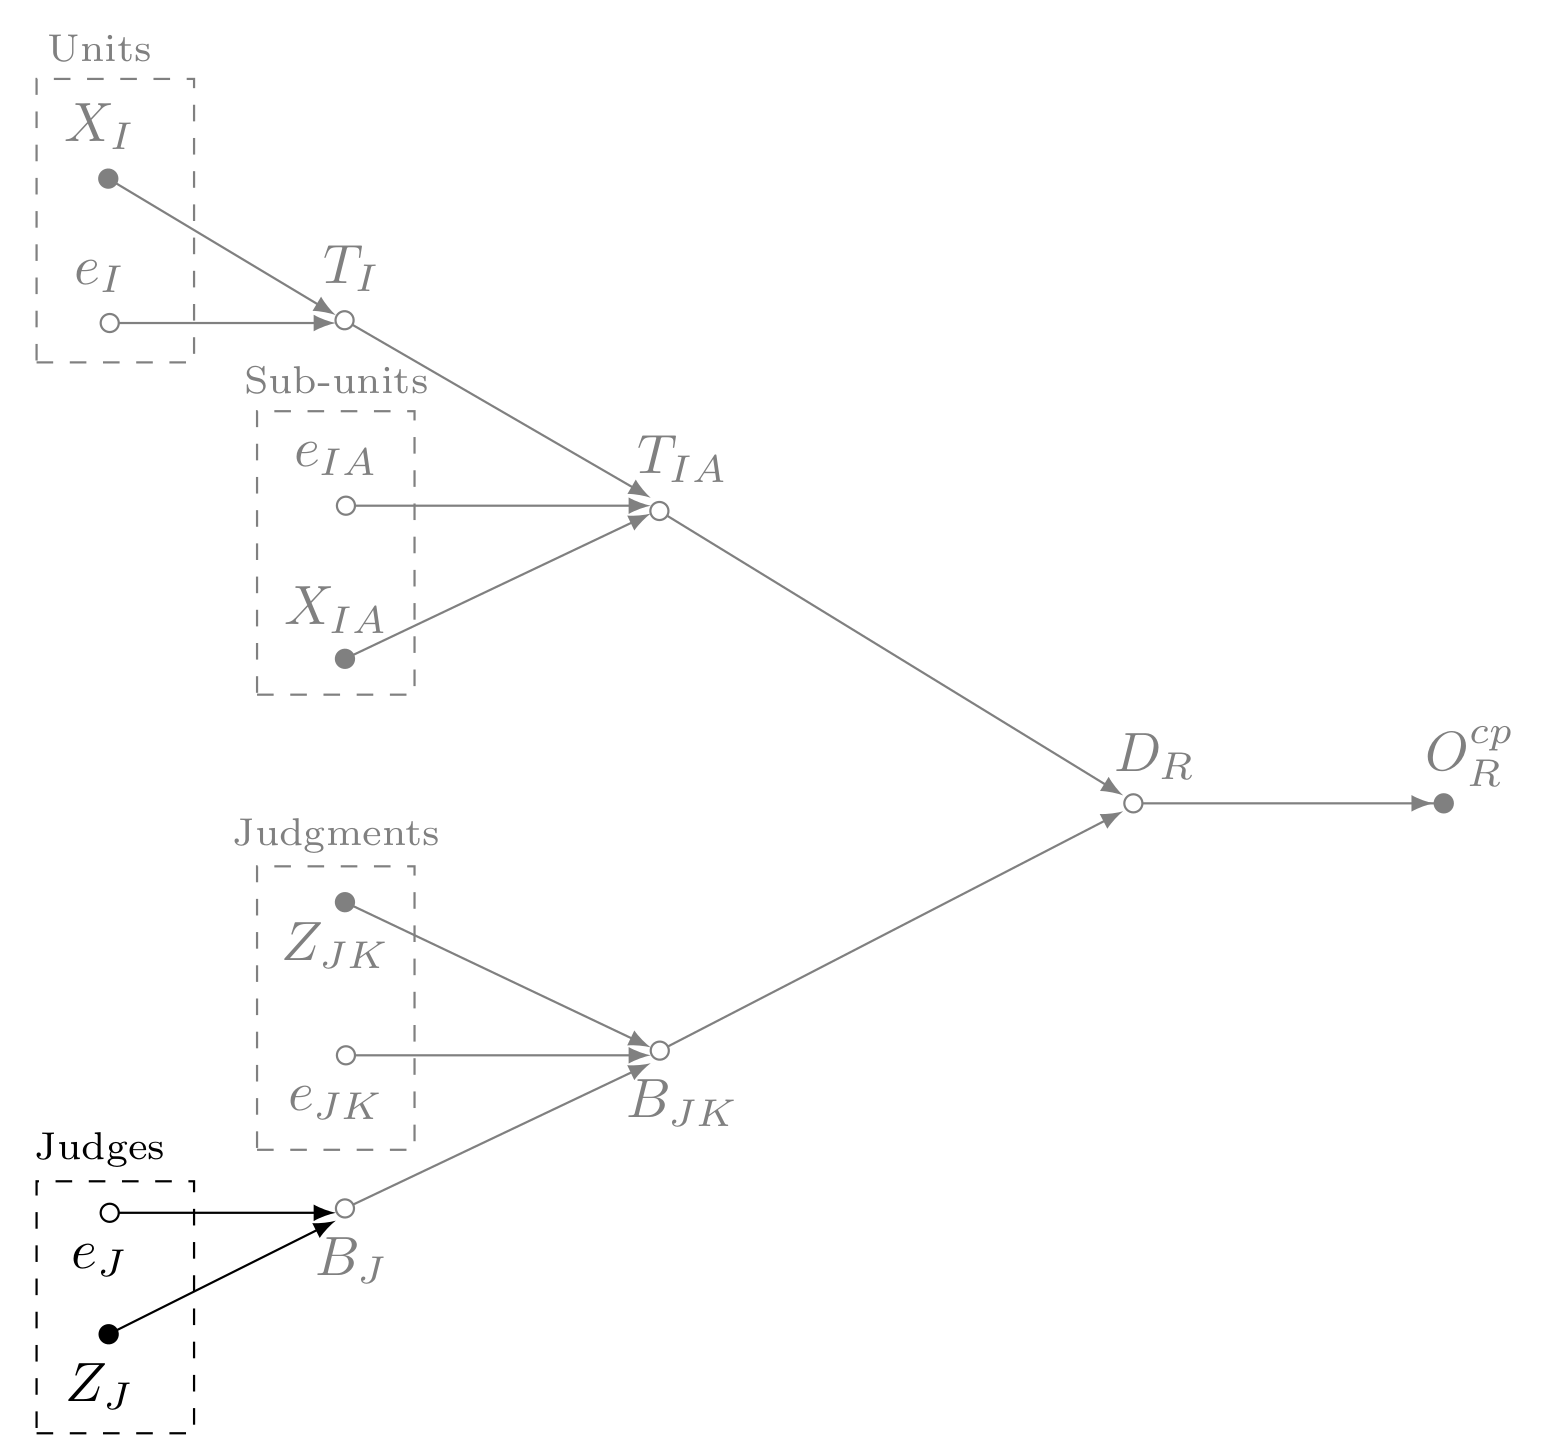 Units
X_I
e_I
T_I
Sub-units
e_{IA}
T_{IA}
X_{IA}
D_R
O_R^{cp}
Judgments
Z_{JK}
e_{JK}
B_{JK}
Judges
e_J
B_J
Z_J